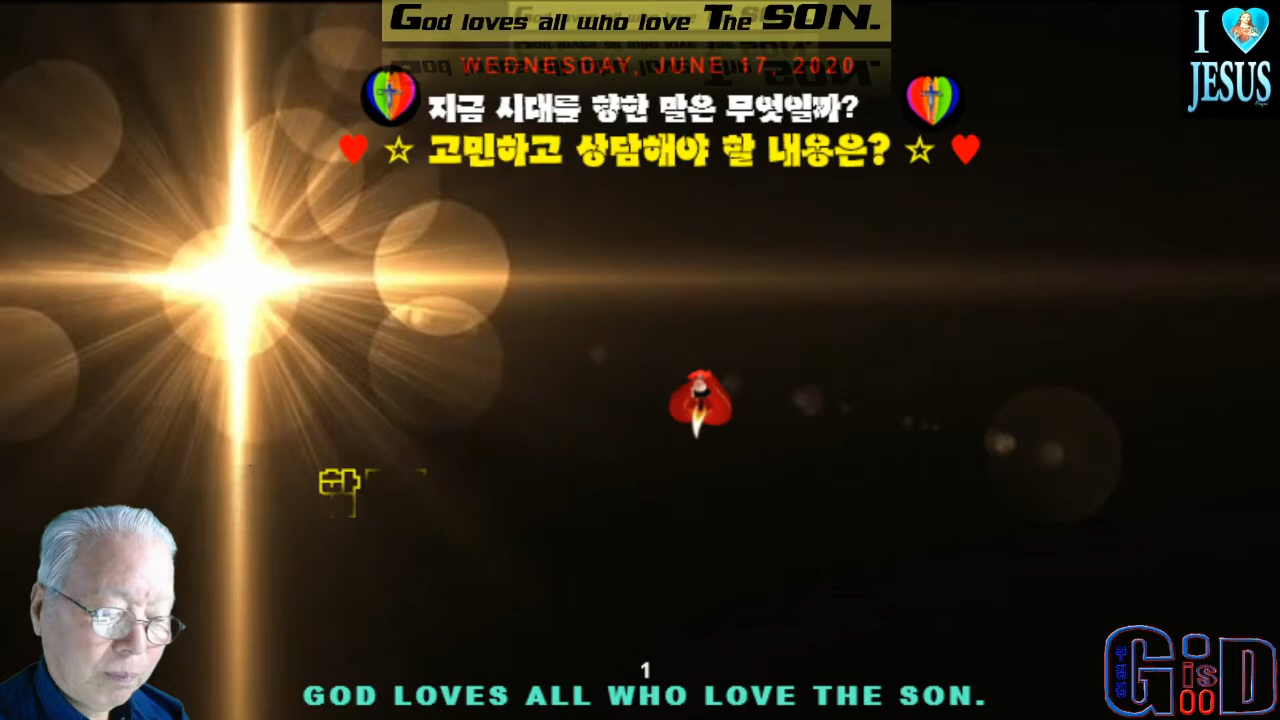 God loves all who love The SON.
WEDNESDAY, JUNE 17, 2020
지금 시대를 향한 말은 무엇일까?
♥ ☆ 고민하고 상담해야 할 내용은? ☆ ♥
I
JESUS
1
GOD LOVES ALL WHO LOVE THE SON.
G is D